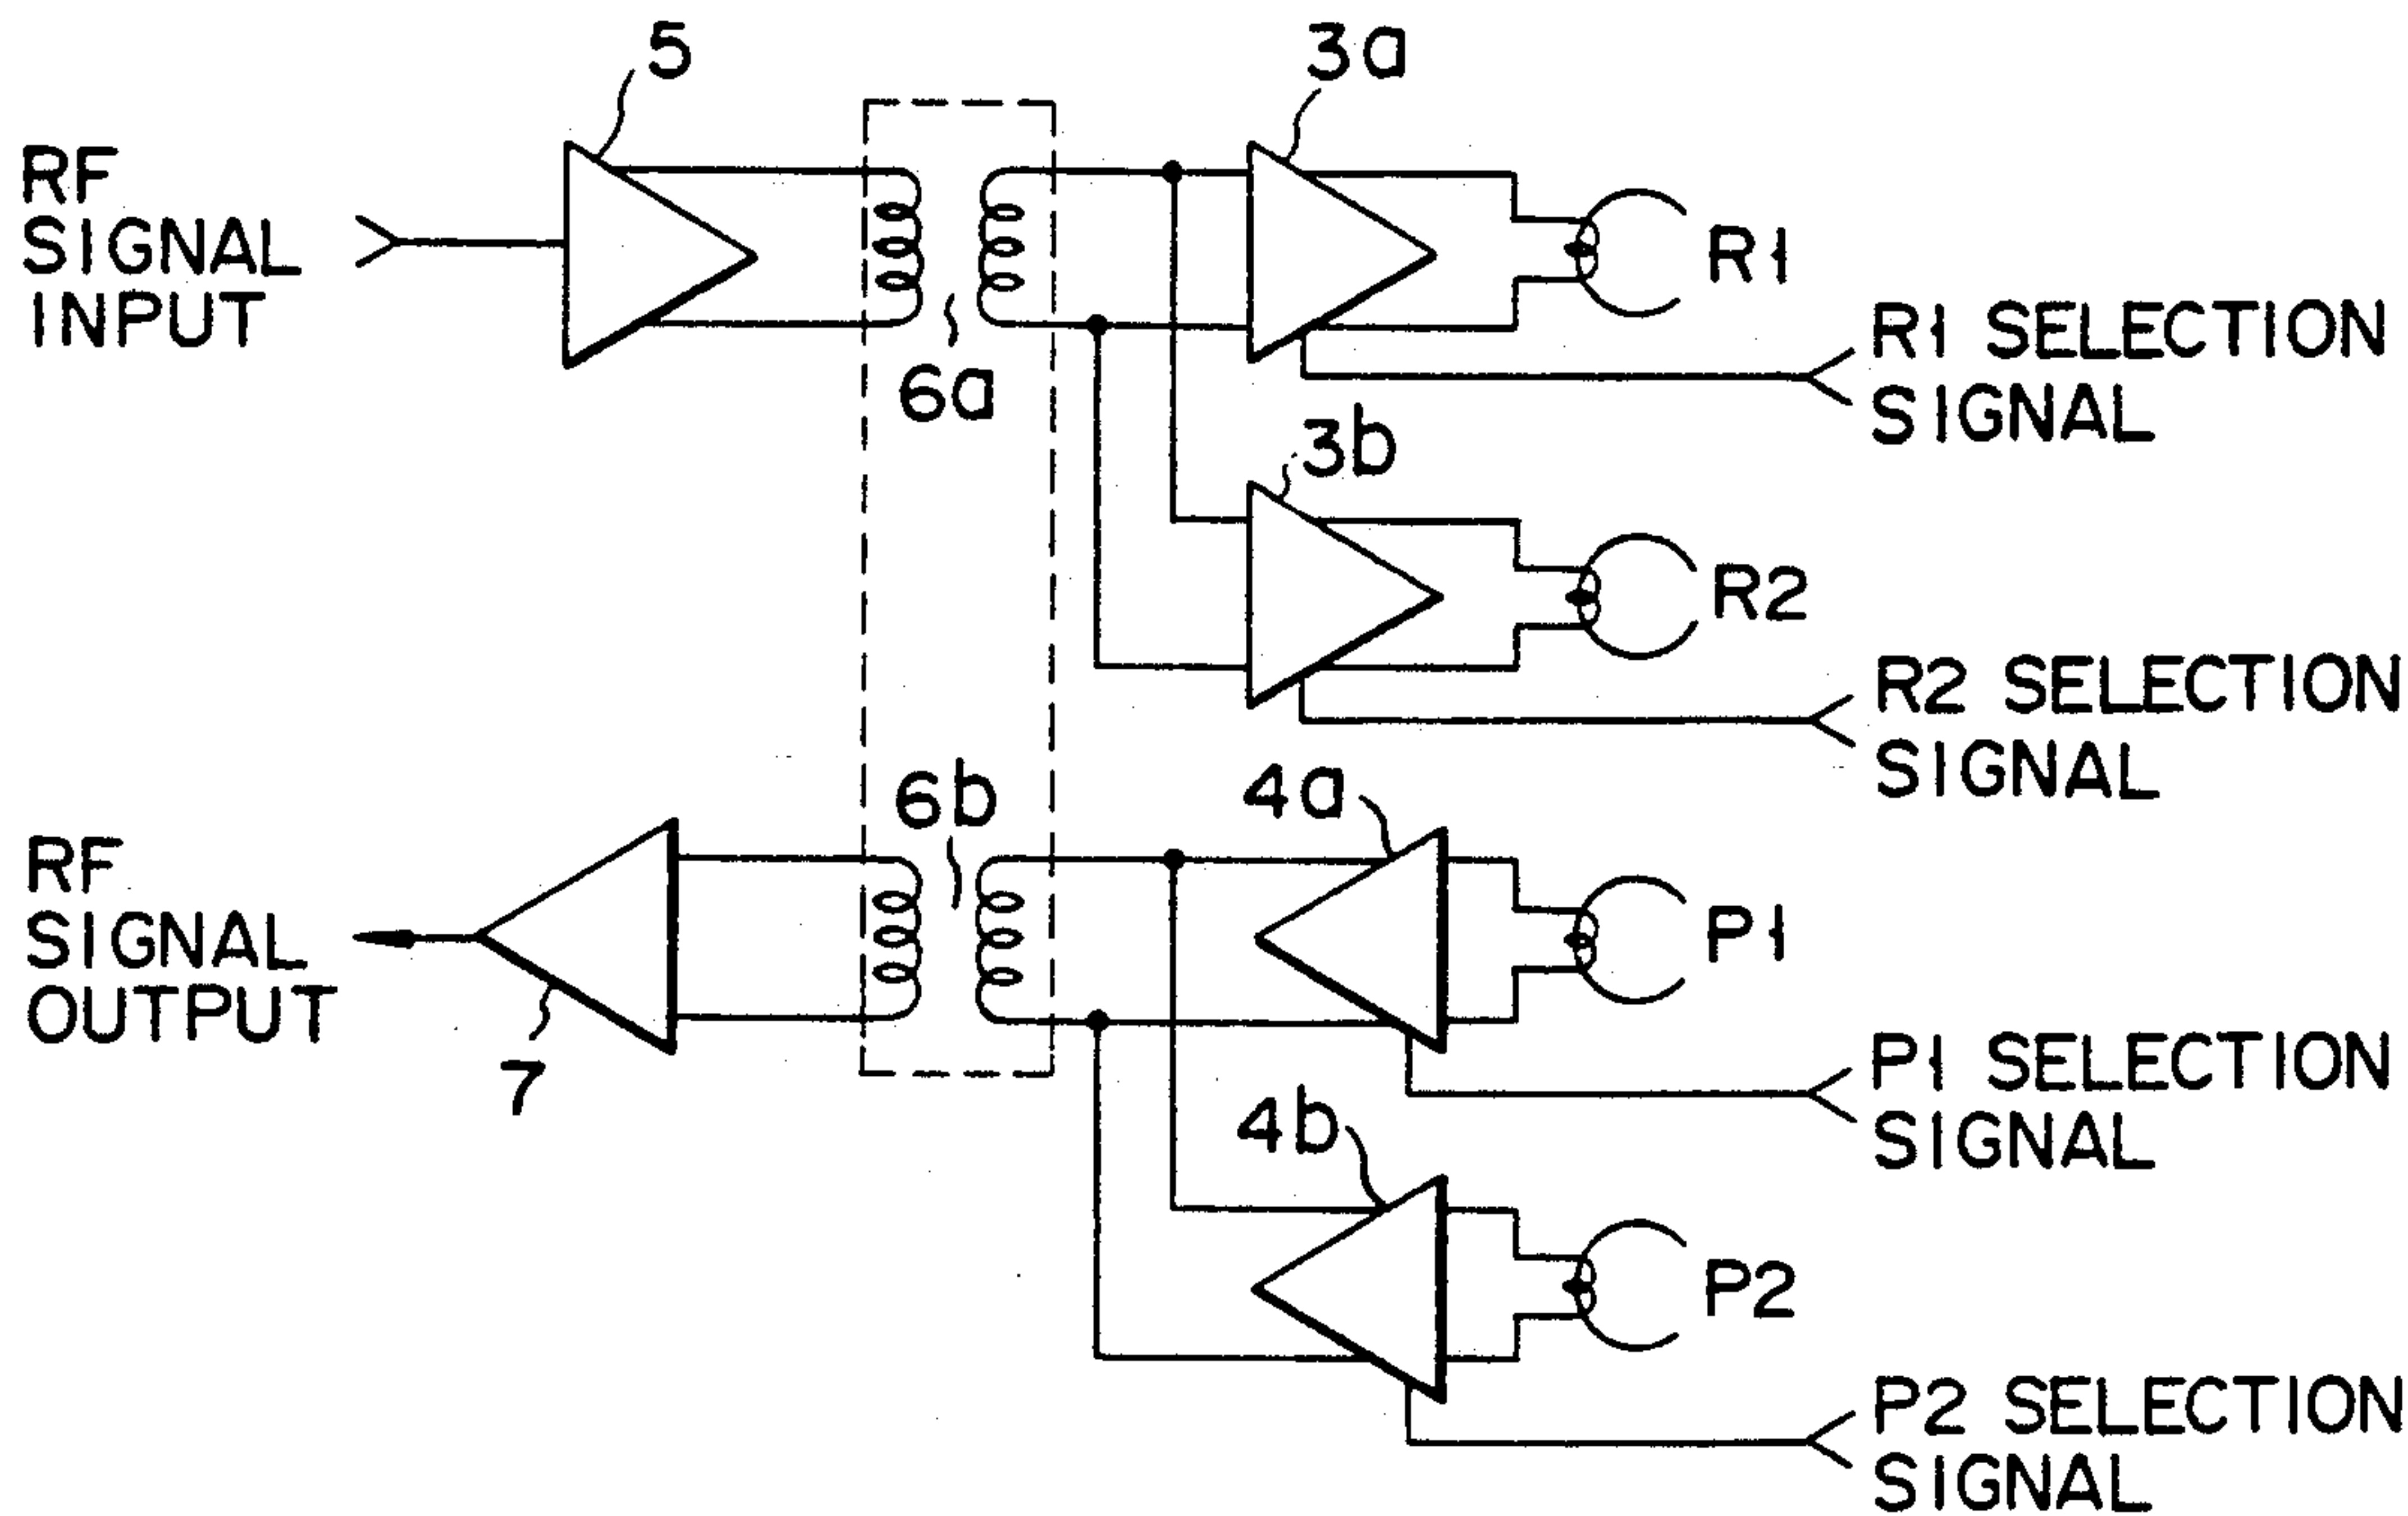 5
3a
RF
SIGNAL
INPUT
R1
6a
R1 SELECTION
SIGNAL
3b
R2
R2 SELECTION
SIGNAL
6b
4a
RF
SIGNAL
OUTPUT
P1
7
P1 SELECTION
SIGNAL
4b
P2
P2 SELECTION
SIGNAL